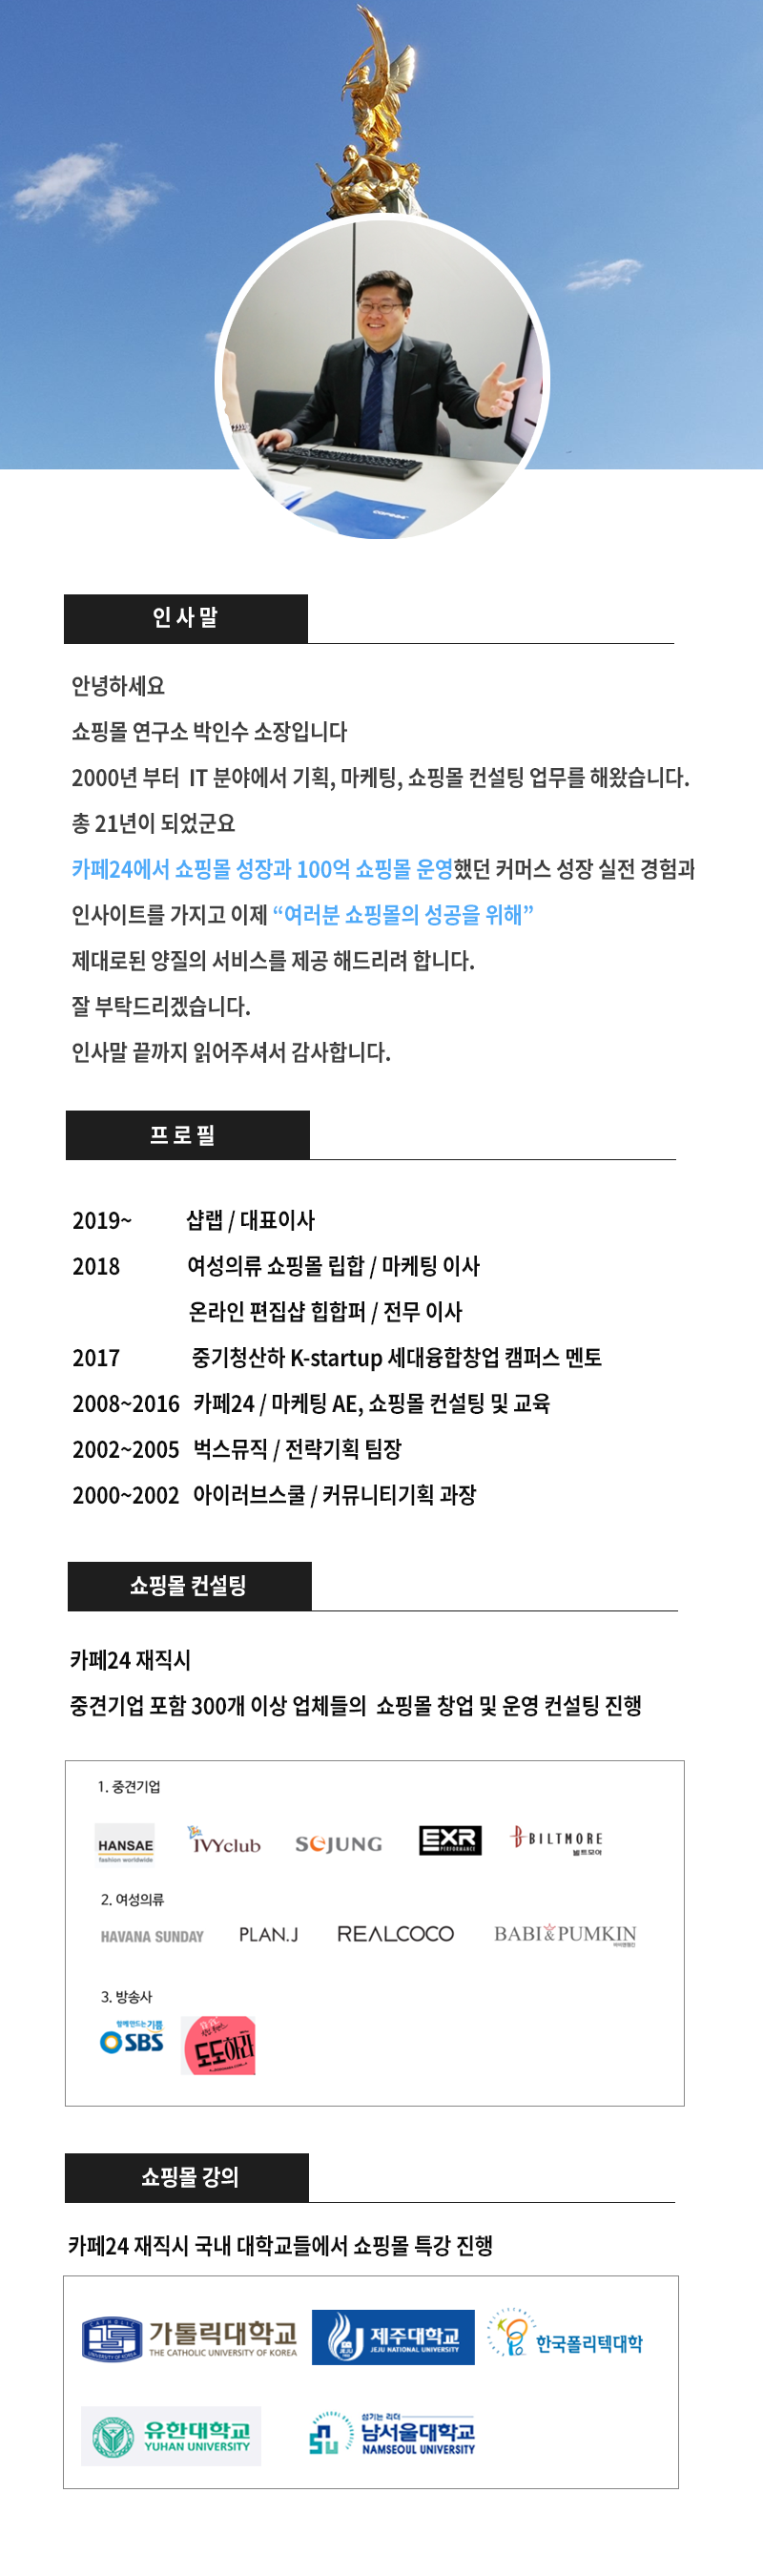 인 사 말
안녕하세요
쇼핑몰 연구소 박인수 소장입니다
2000년 부터 IT 분야에서 기획, 마케팅, 쇼핑몰 컨설팅 업무를 해왔습니다.
총 21년이 되었군요
카페24에서 쇼핑몰 성장과 100억 쇼핑몰 운영했던 커머스 성장 실전 경험과
인사이트를 가지고 이제 “여러분 쇼핑몰의 성공을 위해”
제대로된 양질의 서비스를 제공 해드리려 합니다.
잘 부탁드리겠습니다.
인사말 끝까지 읽어주셔서 감사합니다.
프 로 필
2019~ 샵랩 / 대표이사
2018 여성의류 쇼핑몰 립합 / 마케팅 이사
온라인 편집샵 힙합퍼 / 전무 이사
2017 중기청산하 K-startup 세대융합창업 캠퍼스 멘토
2008~2016 카페24 / 마케팅 AE, 쇼핑몰 컨설팅 및 교육
2002~2005 벅스뮤직 / 전략기획 팀장
2000~2002 아이러브스쿨 / 커뮤니티기획 과장
쇼핑몰 컨설팅
카페24 재직시
중견기업 포함 300개 이상 업체들의 쇼핑몰 창업 및 운영 컨설팅 진행
1. 중견기업
HANSAE
fashion worldwide
IVYclub
SEJUNG
EXR
PERFORMANCE
BILTMORE
빌트모아
2. 여성의류
HAVANA SUNDAY PLAN.J REALCOCO BABI&PUMKIN
3. 방송사
함께 만드는 기쁨
SBS
도도하라
쇼핑몰 강의
카페24 재직시 국내 대학교들에서 쇼핑몰 특강 진행
CATHOLIC
UNIVERSITY OF KOREA
가톨릭대학교
THE CATHOLIC UNIVERSITY OF KOREA
JEJU
제주대학교
JEJU NATIONAL UNIVERSITY
한국폴리텍대학
유한대학교
YUHAN UNIVERSITY
섬기는 리더
남서울대학교
NAMSEOUL UNIVERSITY